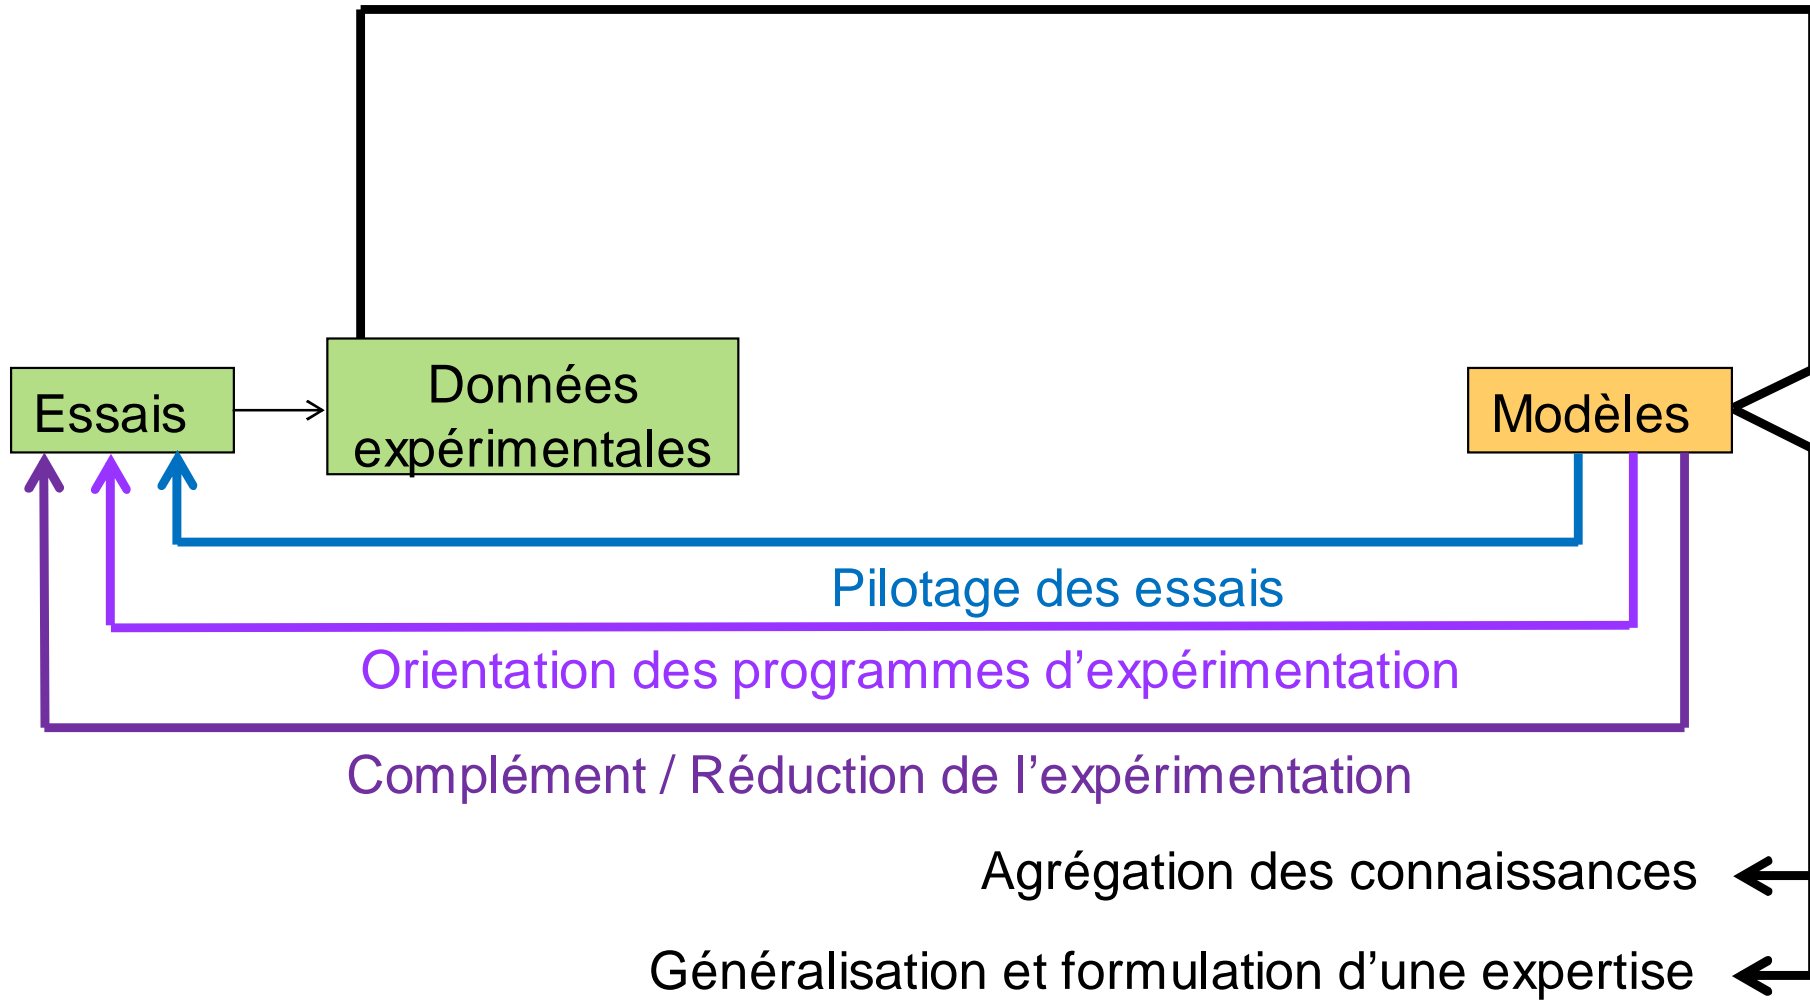 Données
expérimentales
Essais
Modèles
Pilotage des essais
Orientation des programmes d’expérimentation
Complément / Réduction de l’expérimentation
Agrégation des connaissances
Généralisation et formulation d’une expertise